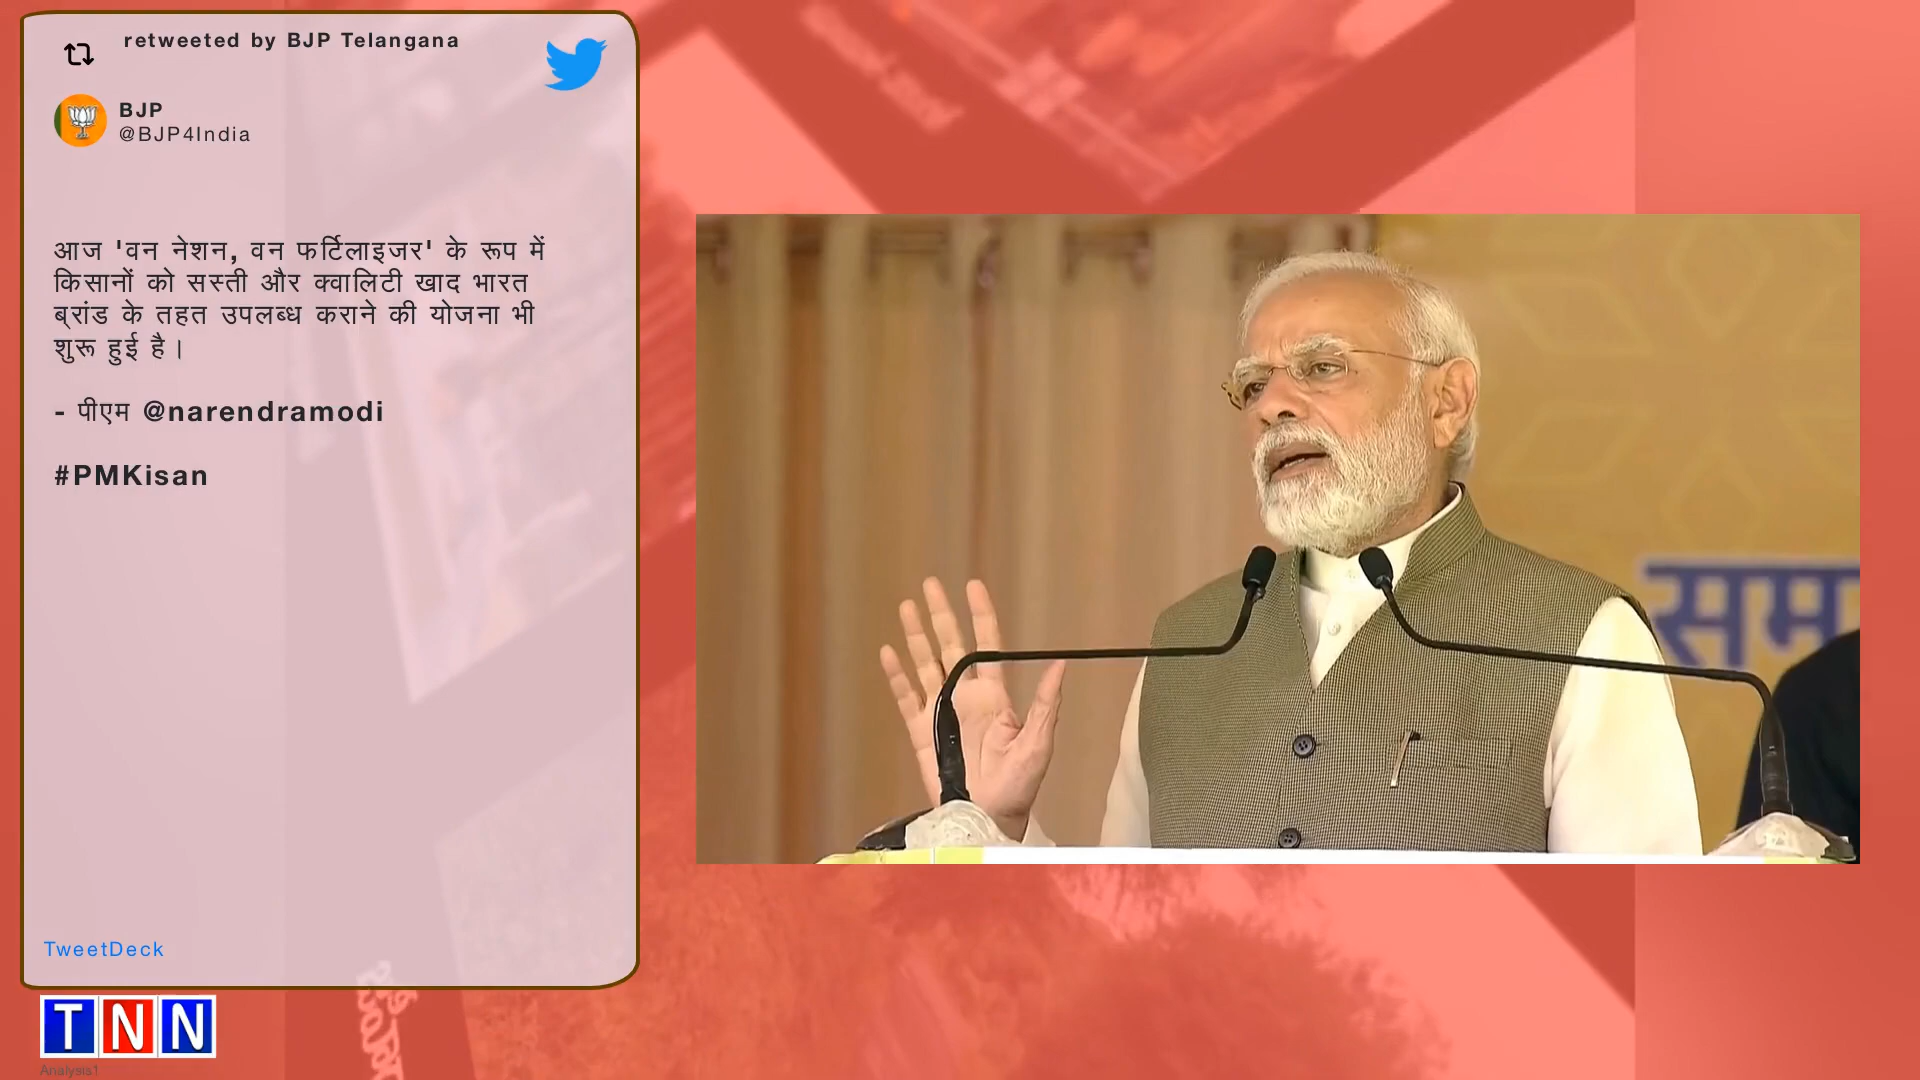 retweeted by BJP Telangana
BJP
@BJP4India
आज 'वन नेशन, वन फर्टिलाइजर' के रूप में
किसानों को सस्ती और क्वालिटी खाद भारत
ब्रांड के तहत उपलब्ध कराने की योजना भी
शुरू हुई है।
- पीएम @narendramodi
#PMKisan
सम
TweetDeck
TNN
Analysis1